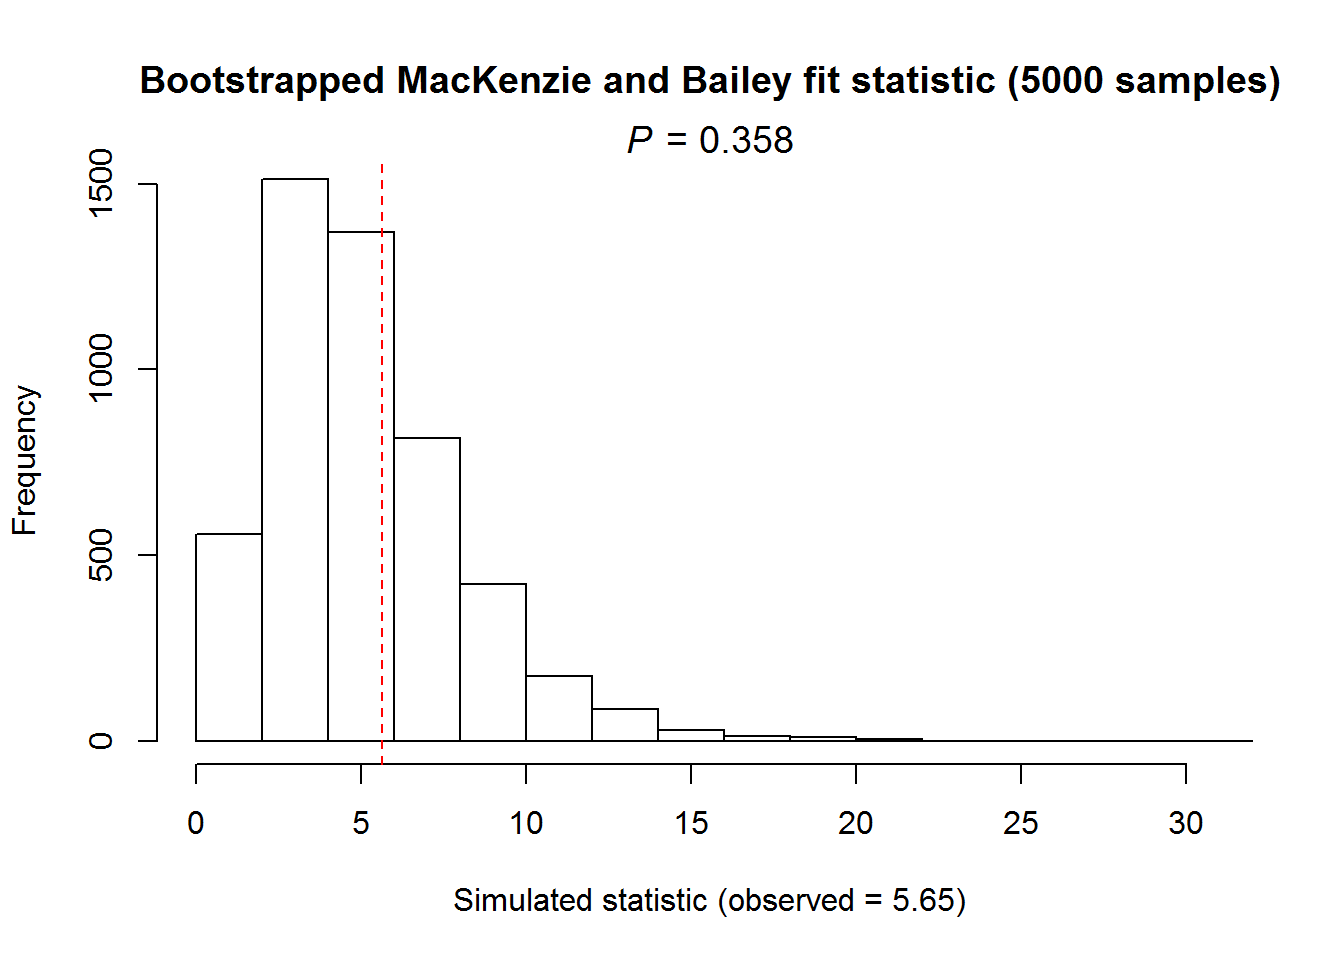 Bootstrapped MacKenzie and Bailey fit statistic (5000 samples)
P = 0.358
Frequency
1500
1000
500
0
0 5 10 15 20 25 30
Simulated statistic (observed = 5.65)